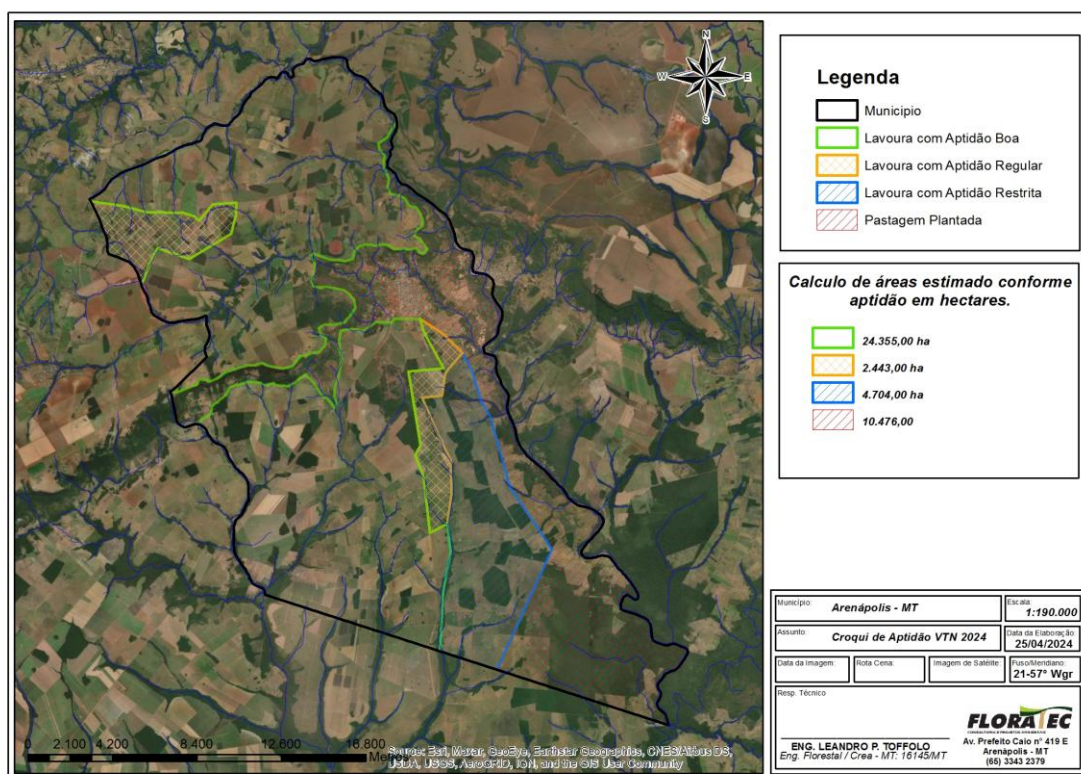 N
W
E
S
0
2.100
4.200
8.400
12.600
16.800
Source: Esri, Maxar, GeoEye, Earthstar Geographics, CNES/Airbus DS,
USDA, USGS, AeroGRID, IGN, and the GIS User Community
Legenda
Municipio
Lavoura com Aptidão Boa
Lavoura com Aptidão Regular
Lavoura com Aptidão Restrita
Pastagem Plantada
Calculo de áreas estimado conforme
aptidão em hectares.
24.355,00 ha
2.443,00 ha
4.704,00 ha
10.476,00
Município:
Arenápolis - MT
Escala:
1:190.000
Assunto
Croqui de Aptidão VTN 2024
Data da Elaboração:
25/04/2024
Data da Imagem:
Rota Cena:
Imagem de Satélite:
Fuso/Meridiano:
21-57° Wgr
Resp. Técnico
ENG. LEANDRO P. TOFFOLO
Eng. Florestal / Crea - MT: 16145/MT
FLORATEC
Av. Prefeito Caio n° 419 E
Arenápolis - MT
(65) 3343 2379